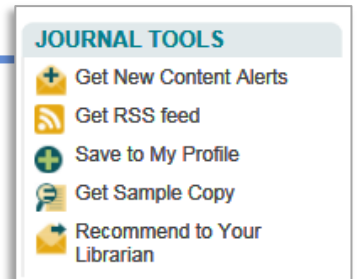 JOURNAL TOOLS
Get New Content Alerts
Get RSS feed
Save to My Profile
Get Sample Copy
Recommend to Your
Librarian